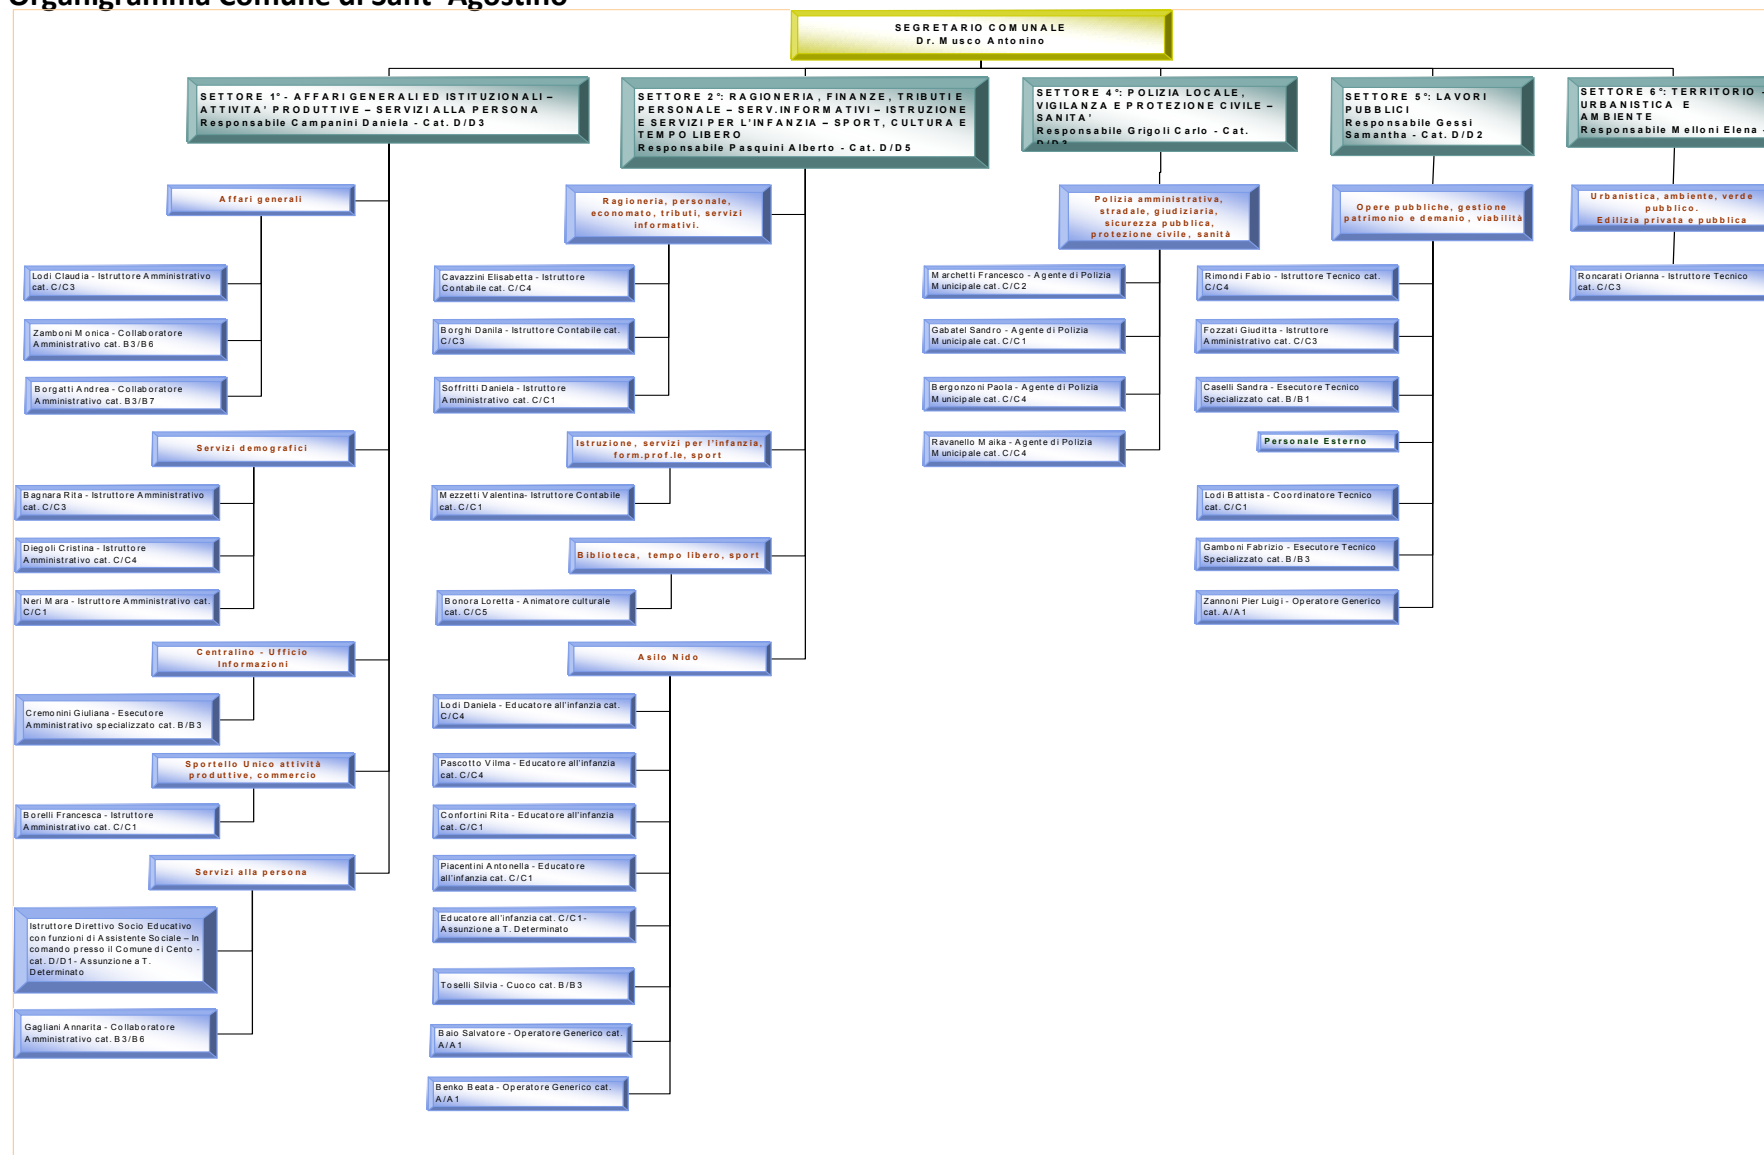 Organigramma Comune di Sant' Agostino
SEGRETARIO COMUNALE
Dr. Musco Antonino
SETTORE 1° - AFFARI GENERALI ED ISTITUZIONALI –
ATTIVITA' PRODUTTIVE – SERVIZI ALLA PERSONA
Responsabile Campanini Daniela - Cat. D/D3
Affari generali
Lodi Claudia - Istruttore Amministrativo
cat. C/C3
Zamboni Monica - Collaboratore
Amministrativo cat. B3/B6
Borgatti Andrea - Collaboratore
Amministrativo cat. B3/B7
Servizi demografici
Bagnara Rita - Istruttore Amministrativo
cat. C/C3
Diegoli Cristina - Istruttore
Amministrativo cat. C/C4
Neri Mara - Istruttore Amministrativo cat.
C/C1
Centralino - Ufficio
Informazioni
Cremonini Giuliana - Esecutore
Amministrativo specializzato cat. B/B3
Sportello Unico attività
produttive, commercio
Borelli Francesca - Istruttore
Amministrativo cat. C/C1
Servizi alla persona
Istruttore Direttivo Socio Educativo
con funzioni di Assistente Sociale – In
comando presso il Comune di Cento -
cat. D/D1- Assunzione a T.
Determinato
Gagliani Annarita - Collaboratore
Amministrativo cat. B3/B6
SETTORE 2°: RAGIONERIA, FINANZE, TRIBUTI E
PERSONALE – SERV.INFORMATIVI – ISTRUZIONE
E SERVIZI PER L'INFANZIA – SPORT, CULTURA E
TEMPO LIBERO
Responsabile Pasquini Alberto - Cat. D/D5
Ragioneria, personale,
economato, tributi, servizi
informativi.
Cavazzini Elisabetta - Istruttore
Contabile cat. C/C4
Borghi Danila - Istruttore Contabile cat.
C/C3
Soffritti Daniela - Istruttore
Amministrativo cat. C/C1
Istruzione, servizi per l'infanzia,
form.prof.le, sport
Mezzetti Valentina- Istruttore Contabile
cat. C/C1
Biblioteca, tempo libero, sport
Bonora Loretta - Animatore culturale
cat. C/C5
Asilo Nido
Lodi Daniela - Educatore all'infanzia cat.
C/C4
Pascotto Vilma - Educatore all'infanzia
cat. C/C4
Confortini Rita - Educatore all'infanzia
cat. C/C1
Piacentini Antonella - Educatore
all'infanzia cat. C/C1
Educatore all'infanzia cat. C/C1-
Assunzione a T. Determinato
Toselli Silvia - Cuoco cat. B/B3
Baio Salvatore - Operatore Generico cat.
A/A1
Benko Beata - Operatore Generico cat.
A/A1
SETTORE 4°: POLIZIA LOCALE,
VIGILANZA E PROTEZIONE CIVILE –
SANITA'
Responsabile Grigoli Carlo - Cat.
Polizia amministrativa,
stradale, giudiziaria,
sicurezza pubblica,
protezione civile, sanità
Marchetti Francesco - Agente di Polizia
Municipale cat. C/C2
Gabatel Sandro - Agente di Polizia
Municipale cat. C/C1
Bergonzoni Paola - Agente di Polizia
Municipale cat. C/C4
Ravanello Maika - Agente di Polizia
Municipale cat. C/C4
SETTORE 5°: LAVORI
PUBBLICI
Responsabile Gessi
Samantha - Cat. D/D2
Opere pubbliche, gestione
patrimonio e demanio, viabilità
Rimondi Fabio - Istruttore Tecnico cat.
C/C4
Fozzati Giuditta - Istruttore
Amministrativo cat. C/C3
Caselli Sandra - Esecutore Tecnico
Specializzato cat. B/B1
Personale Esterno
Lodi Battista - Coordinatore Tecnico
cat. C/C1
Gamboni Fabrizio - Esecutore Tecnico
Specializzato cat. B/B3
Zannoni Pier Luigi - Operatore Generico
cat. A/A1
SETTORE 6°: TERRITORIO -
URBANISTICA E
AMBIENTE
Responsabile Melloni Elena -
Urbanistica, ambiente, verde
pubblico.
Edilizia privata e pubblica
Roncarati Orianna - Istruttore Tecnico
cat. C/C3